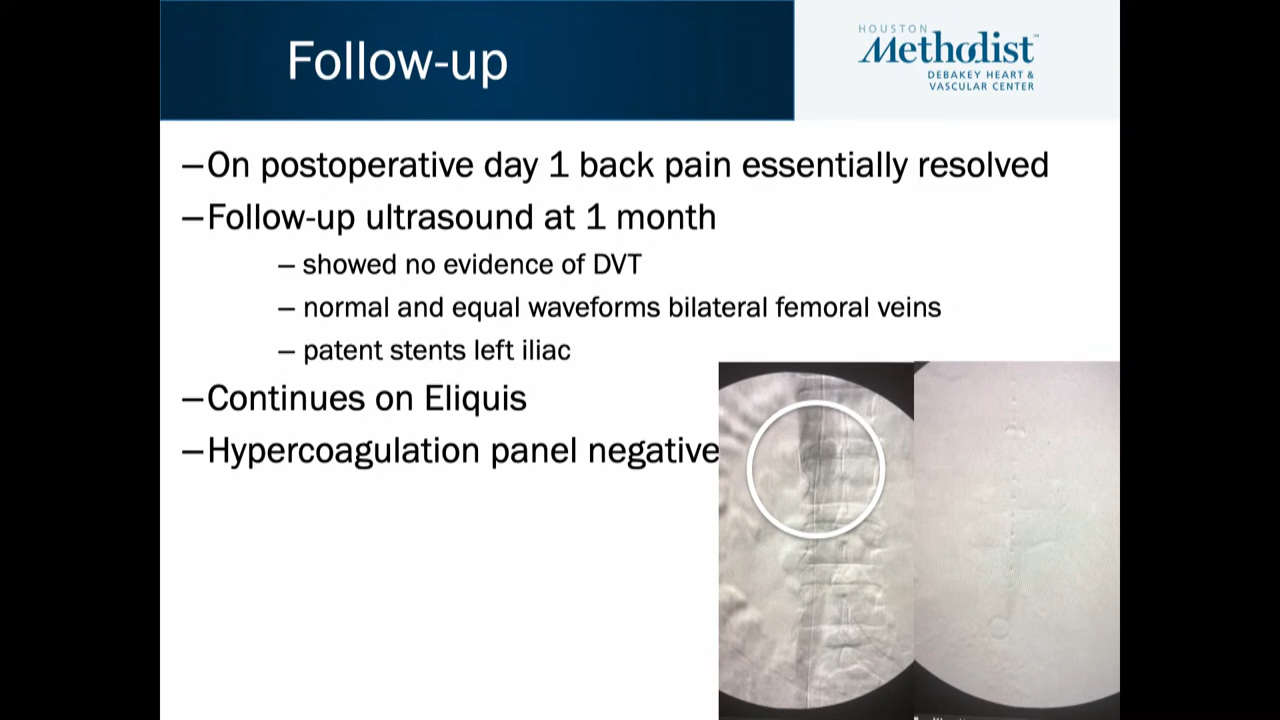 Follow-up
HOUSTON
Methodist
DEBAKEY HEART &
VASCULAR CENTER
–On postoperative day 1 back pain essentially resolved
–Follow-up ultrasound at 1 month
– showed no evidence of DVT
– normal and equal waveforms bilateral femoral veins
– patent stents left iliac
–Continues on Eliquis
–Hypercoagulation panel negative